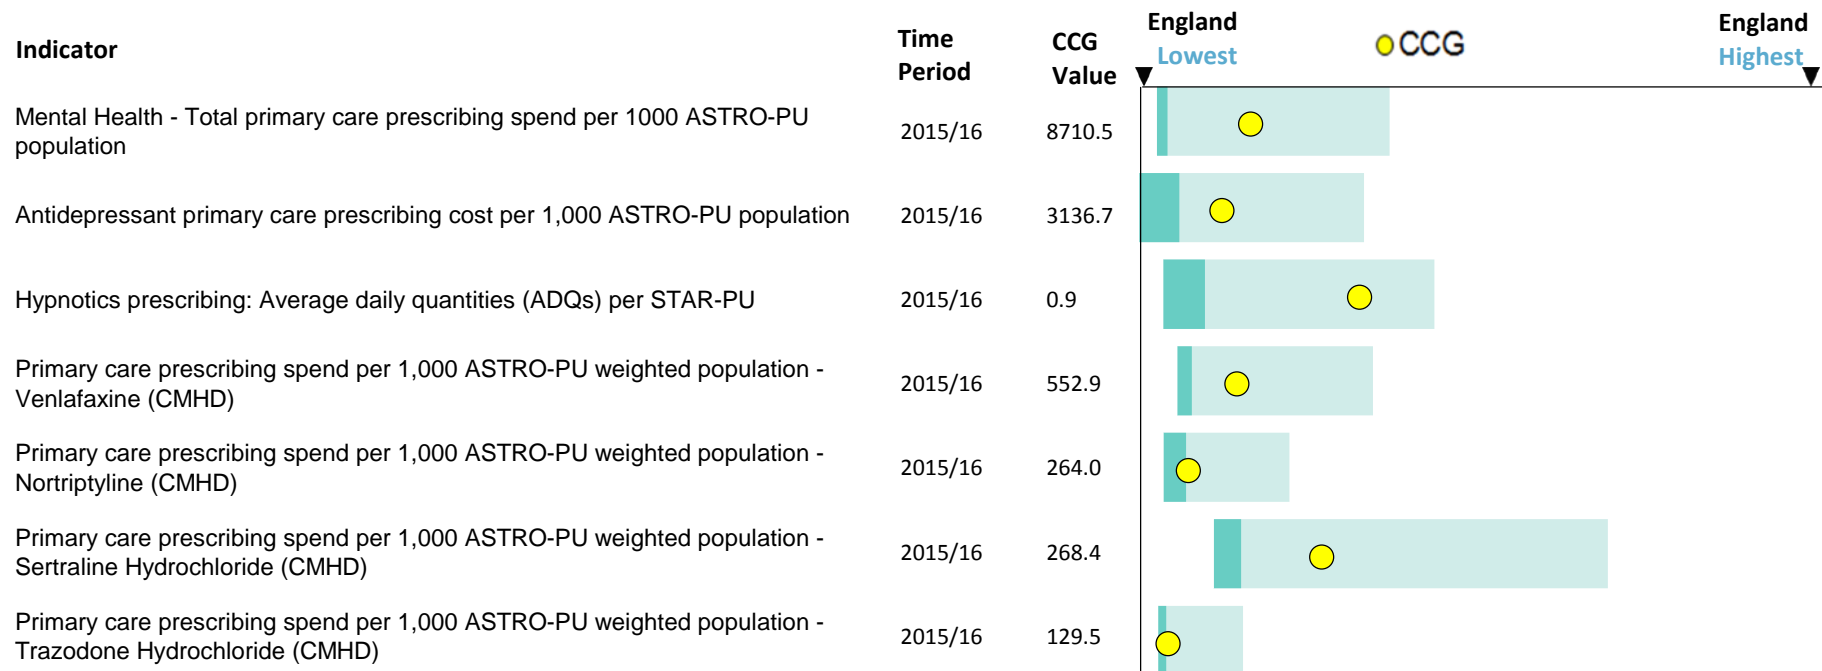 Indicator
Time
Period
CCG
Value
England
Lowest
CCG
England
Highest
Mental Health - Total primary care prescribing spend per 1000 ASTRO-PU
population
2015/16
8710.5
Antidepressant primary care prescribing cost per 1,000 ASTRO-PU population
2015/16
3136.7
Hypnotics prescribing: Average daily quantities (ADQs) per STAR-PU
2015/16
0.9
Primary care prescribing spend per 1,000 ASTRO-PU weighted population -
Venlafaxine (CMHD)
2015/16
552.9
Primary care prescribing spend per 1,000 ASTRO-PU weighted population -
Nortriptyline (CMHD)
2015/16
264.0
Primary care prescribing spend per 1,000 ASTRO-PU weighted population -
Sertraline Hydrochloride (CMHD)
2015/16
268.4
Primary care prescribing spend per 1,000 ASTRO-PU weighted population -
Trazodone Hydrochloride (CMHD)
2015/16
129.5